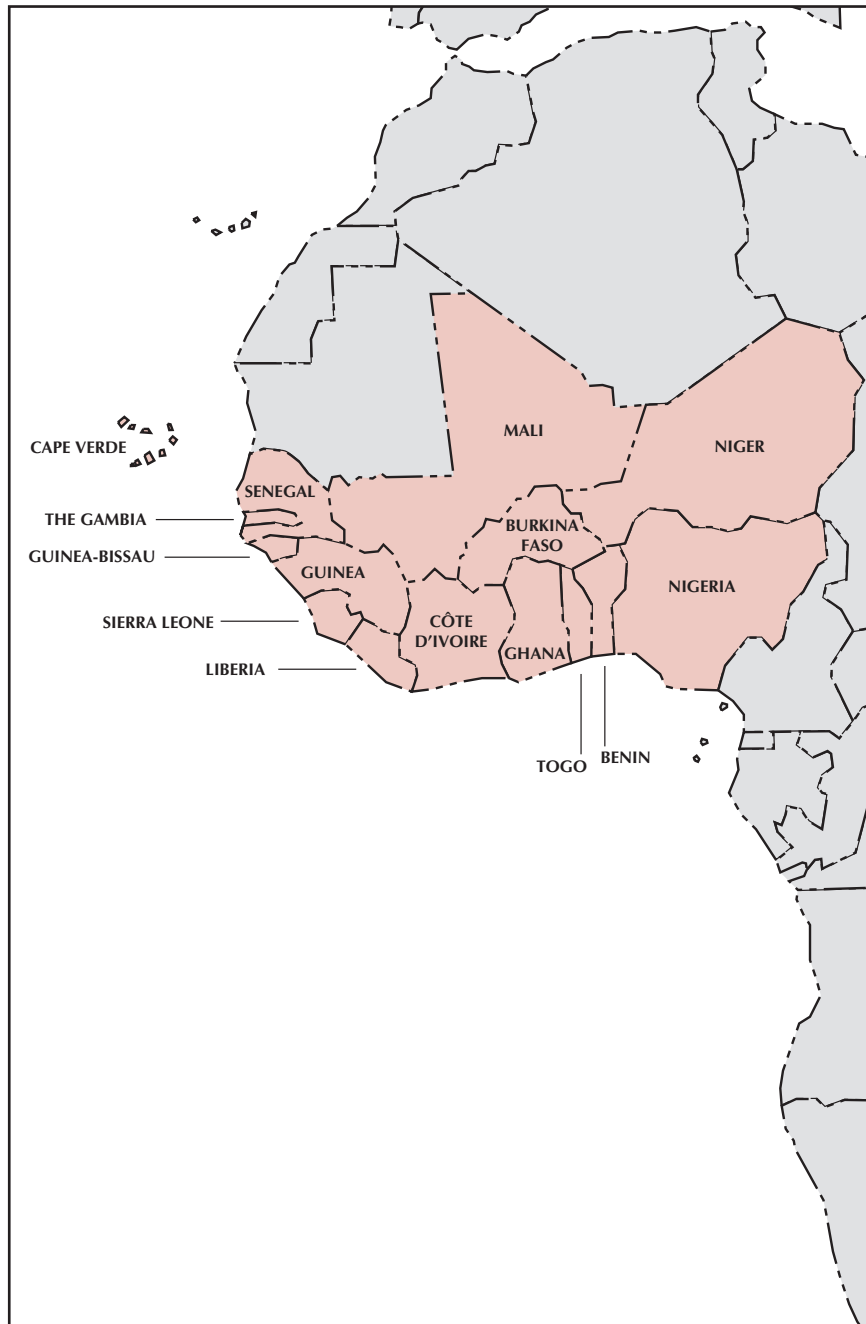 MALI
NIGER
CAPE VERDE
SENEGAL
THE GAMBIA
BURKINA
FASO
GUINEA-BISSAU
GUINEA
NIGERIA
SIERRA LEONE
CÔTE
D'IVOIRE
GHANA
LIBERIA
TOGO
BENIN